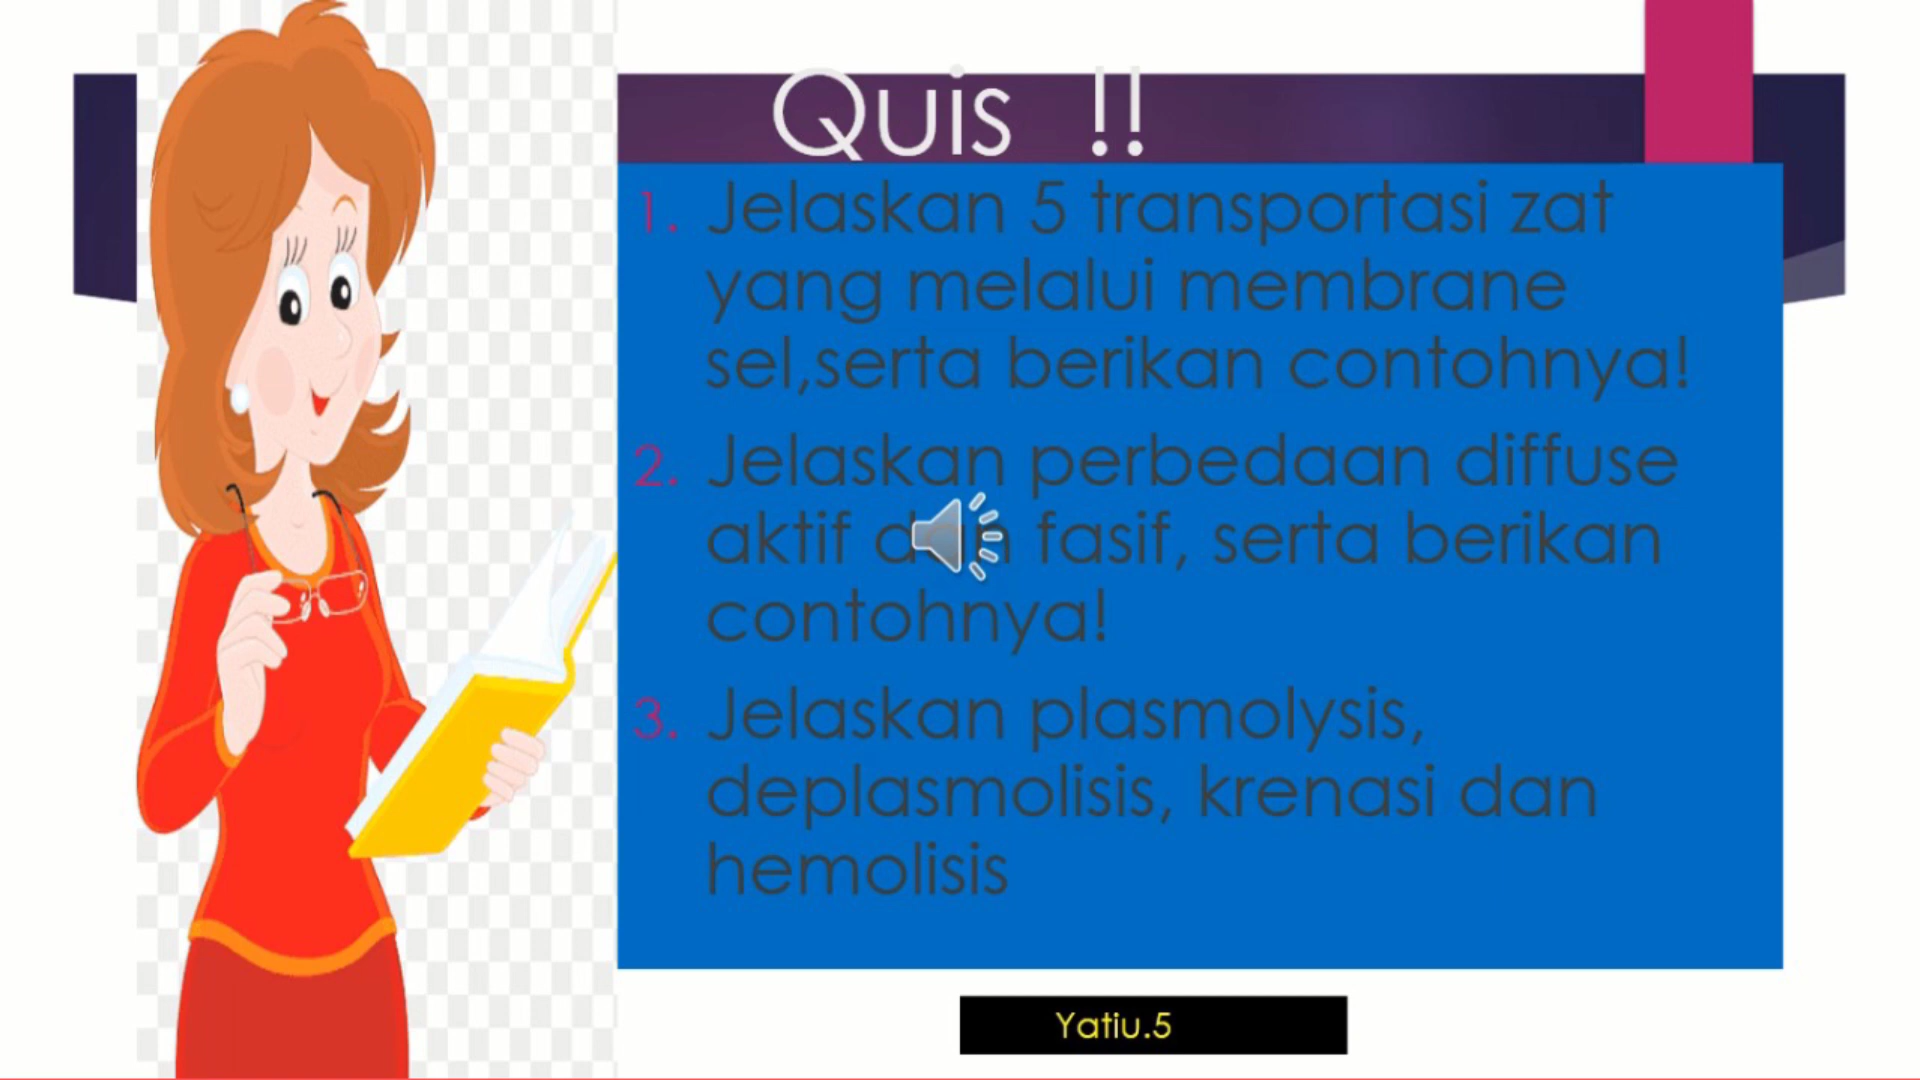 Quis !!
1. Jelaskan 5 transportasi zat
yang melalui membrane
sel,serta berikan contohnya!
2. Jelaskan perbedaan diffuse
aktif dan fasif, serta berikan
contohnya!
3. Jelaskan plasmolysis,
deplasmolisis, krenasi dan
hemolisis
Yatiu.5